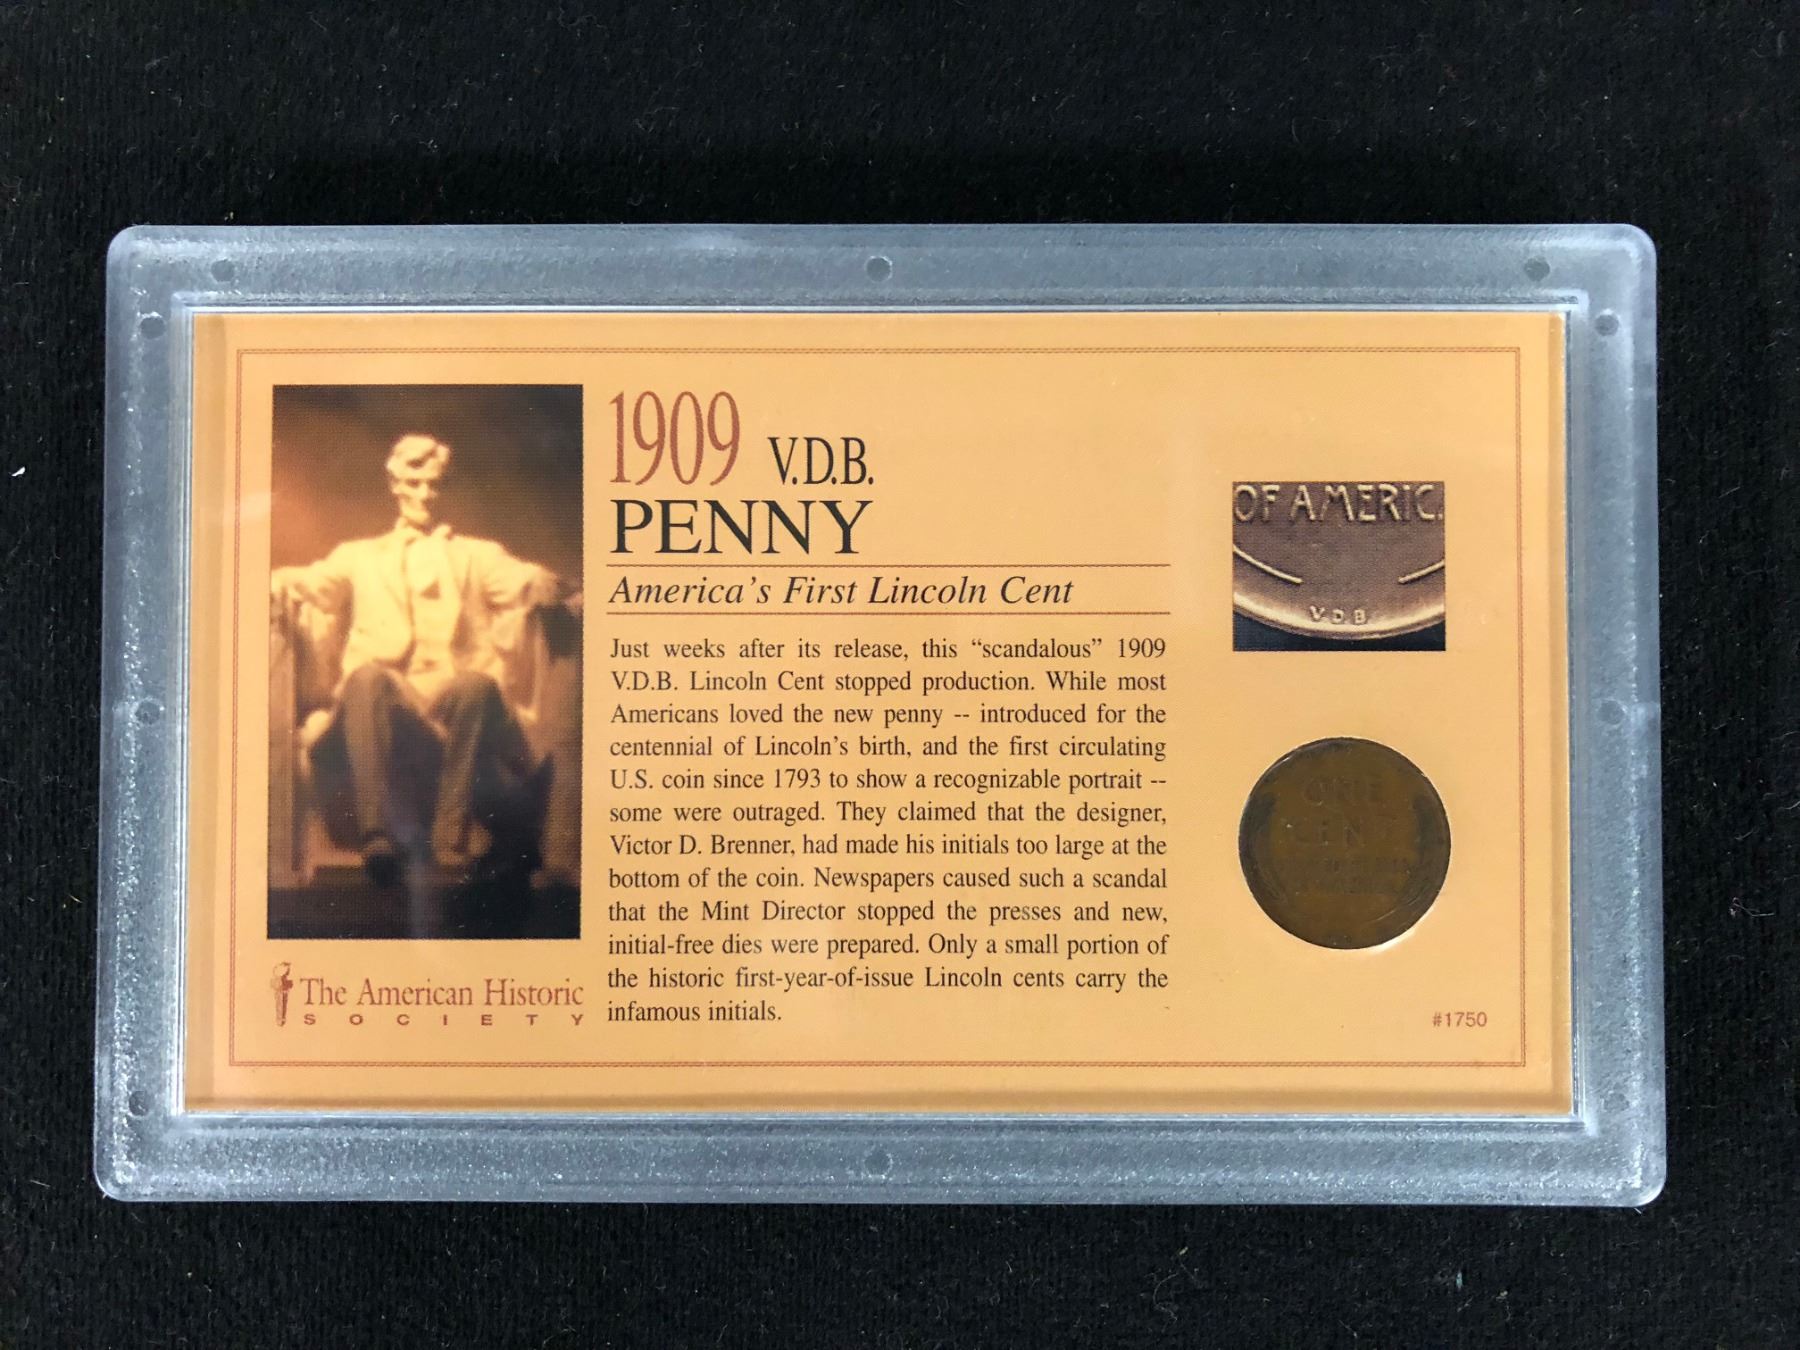 1909 V.D.B.
PENNY
America's First Lincoln Cent
Just weeks after its release, this “scandalous” 1909
V.D.B. Lincoln Cent stopped production. While most
Americans loved the new penny -- introduced for the
centennial of Lincoln's birth, and the first circulating
U.S. coin since 1793 to show a recognizable portrait --
some were outraged. They claimed that the designer,
Victor D. Brenner, had made his initials too large at the
bottom of the coin. Newspapers caused such a scandal
that the Mint Director stopped the presses and new,
initial-free dies were prepared. Only a small portion of
the historic first-year-of-issue Lincoln cents carry the
infamous initials.
The American Historic
SOCIETY
OF AMERIC
V.D.B.
ONE
CENT
#1750